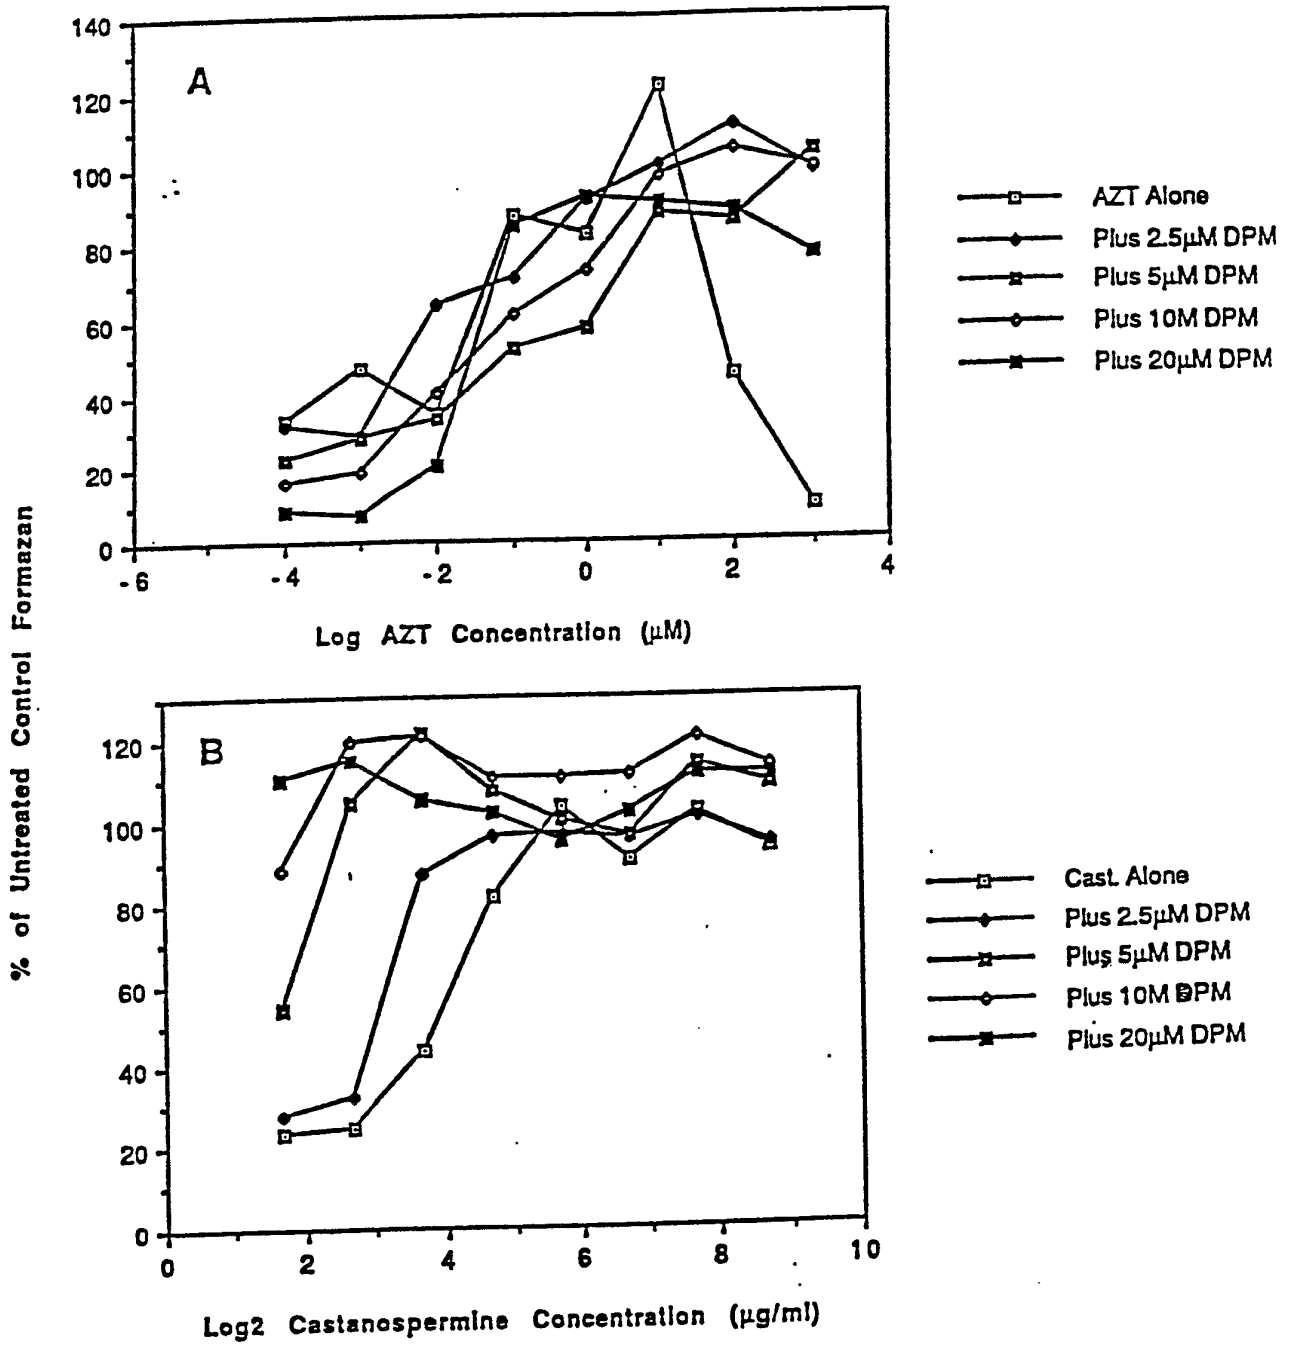 140
120
100
80
60
40
20
0
A
-6
-4
-2
0
2
4
Log AZT Concentration (µM)
AZT Alone
Plus 2.5µM DPM
Plus 5µM DPM
Plus 10M DPM
Plus 20µM DPM
% of Untreated Control Formazan
120
100
80
60
40
20
0
B
0
2
4
6
8
10
Log2 Castanospermine Concentration (µg/ml)
Cast. Alone
Plus 2.5µM DPM
Plus 5µM DPM
Plus 10M DPM
Plus 20µM DPM